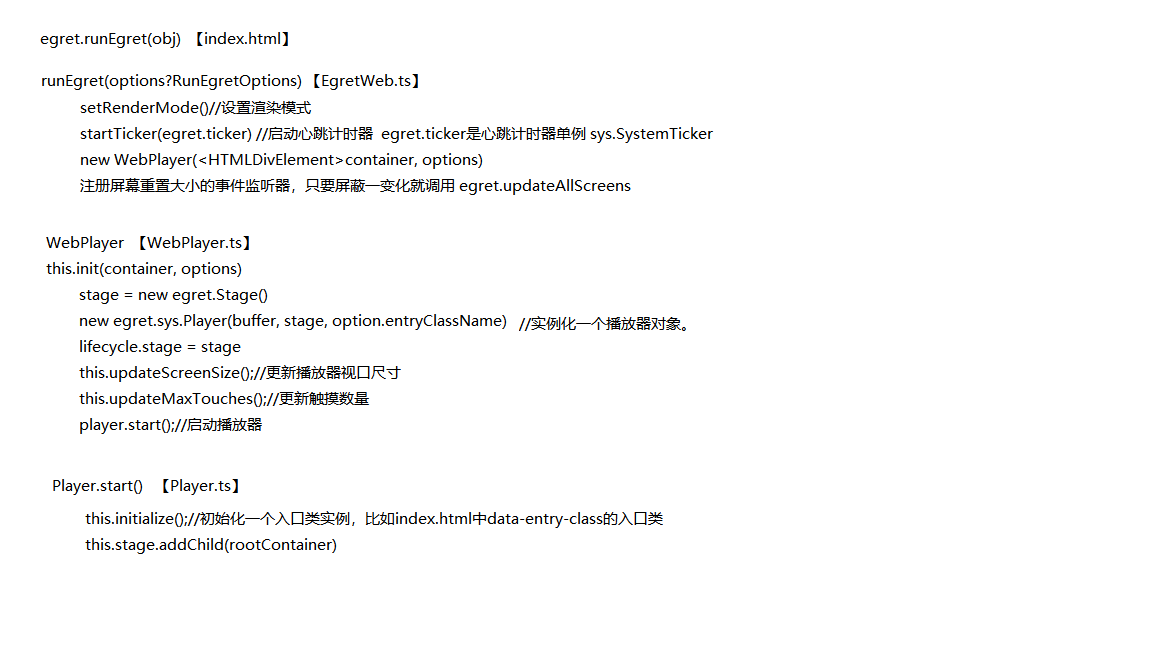 egret.runEgret(obj) 【index.html】
runEgret(options?RunEgretOptions)【EgretWeb.ts】
setRenderMode()//设置渲染模式
startTicker(egret.ticker) //启动心跳计时器 egret.ticker是心跳计时器单例 sys.SystemTicker
new WebPlayer(<HTMLDivElement>container, options)
注册屏幕重置大小的事件监听器，只要屏蔽一变化就调用 egret.updateAllScreens
WebPlayer 【WebPlayer.ts】
this.init(container, options)
stage = new egret.Stage()
new egret.sys.Player(buffer, stage, option.entryClassName) //实例化一个播放器对象。
lifecycle.stage = stage
this.updateScreenSize();//更新播放器视口尺寸
this.updateMaxTouches();//更新触摸数量
player.start();//启动播放器
Player.start() 【Player.ts】
this.initialize();//初始化一个入口类实例，比如index.html中data-entry-class的入口类
this.stage.addChild(rootContainer)